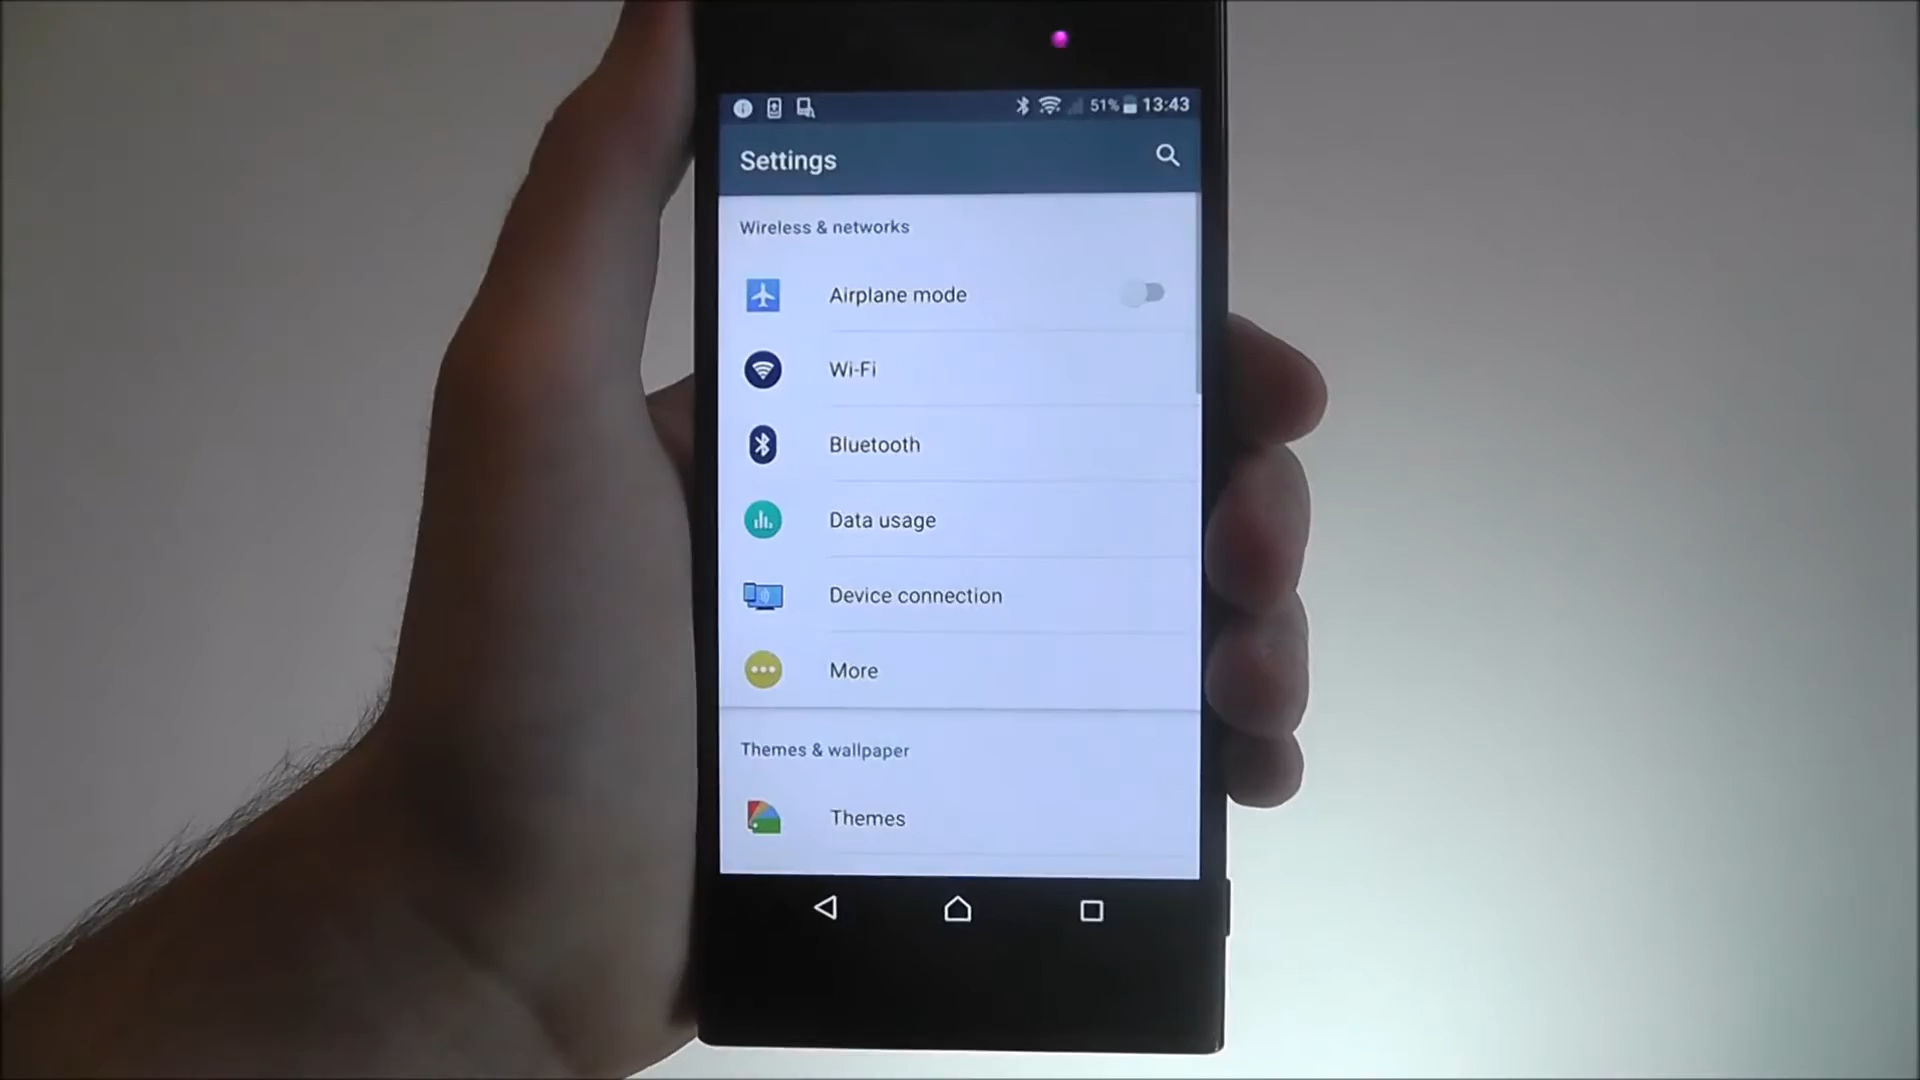 51% 13:43
Settings
Wireless & networks
Airplane mode
Wi-Fi
Bluetooth
Data usage
Device connection
More
Themes & wallpaper
Themes